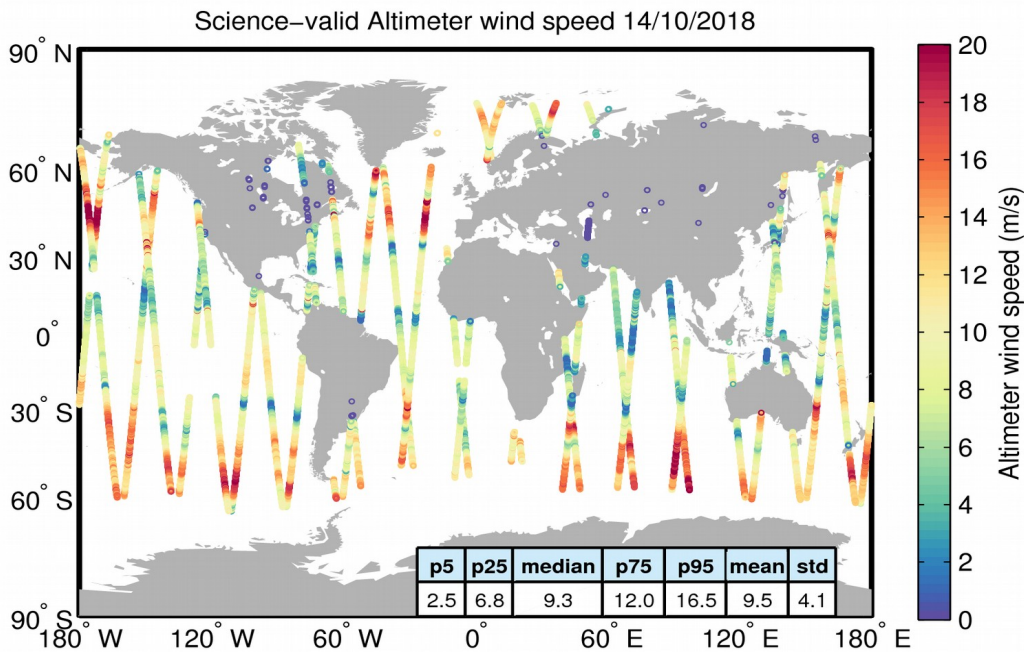 Science−valid Altimeter wind speed 14/10/2018
90° N
60° N
30° N
0°
30° S
60° S
90° S
180° W
120° W
60° W
0°
60° E
120° E
180° E
p5 p25 median p75 p95 mean std
2.5 6.8 9.3 12.0 16.5 9.5 4.1
20
18
16
14
12
10
8
6
4
2
0
Altimeter wind speed (m/s)